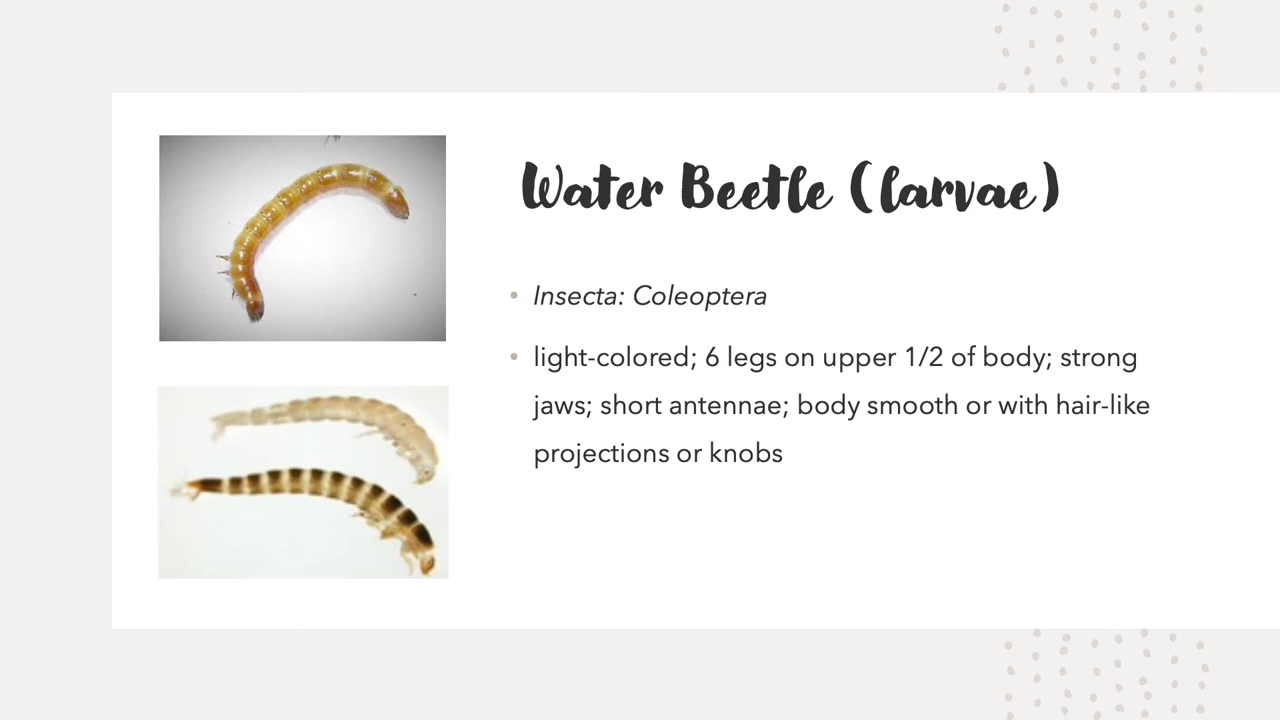 Water Beetle (larvae)
• Insecta: Coleoptera
• light-colored; 6 legs on upper 1/2 of body; strong
jaws; short antennae; body smooth or with hair-like
projections or knobs